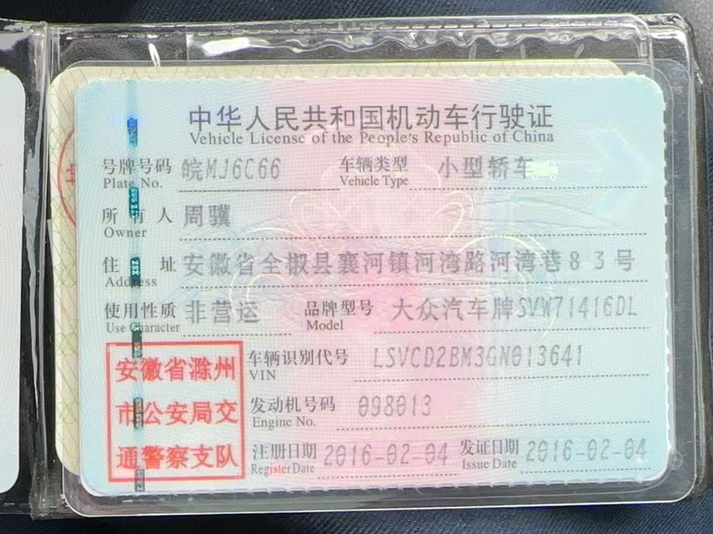 中华人民共和国机动车行驶证
Vehicle License of the People's Republic of China
号牌号码 皖MJ6C66 车辆类型 小型轿车
Plate No. Vehicle Type
所有人 周骥
Owner
住址 安徽省全椒县襄河镇河湾路河湾巷83号
Address
使用性质 非营运 品牌型号 大众汽车牌SVW71416DL
Use Character Model
安徽省滁州
市公安局交
通警察支队
车辆识别代号 LSVCD2BM3GN013641
VIN
发动机号码 098013
Engine No.
注册日期 2016-02-04 发证日期 2016-02-04
Register Date Issue Date